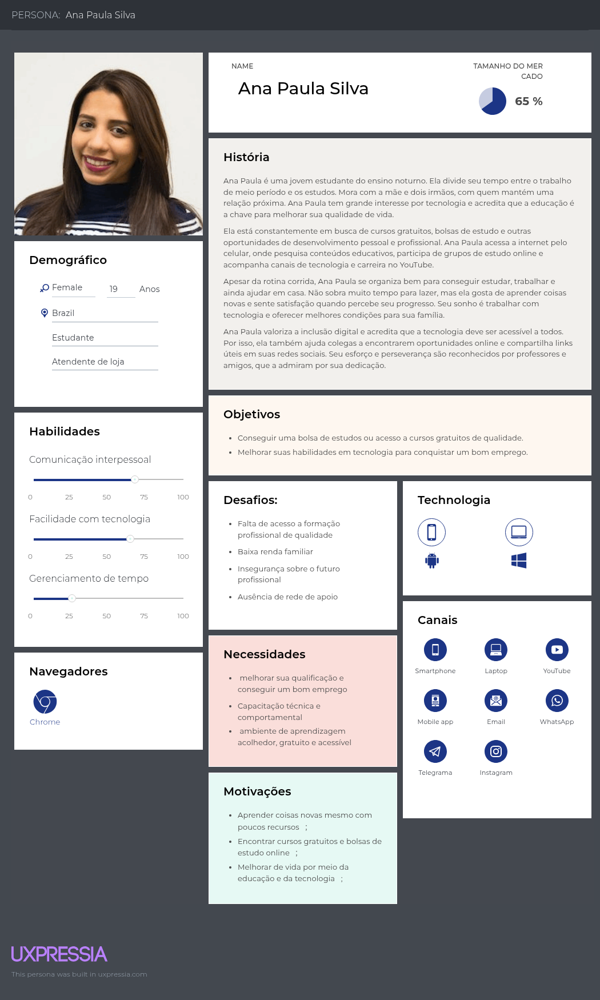 PERSONA: Ana Paula Silva
NAME
Ana Paula Silva
TAMANHO DO MER
CADO
65 %
História
Ana Paula é uma jovem estudante do ensino noturno. Ela divide seu tempo entre o trabalho
de meio período e os estudos. Mora com a mãe e dois irmãos, com quem mantém uma
relação próxima. Ana Paula tem grande interesse por tecnologia e acredita que a educação é
a chave para melhorar sua qualidade de vida.
Ela está constantemente em busca de cursos gratuitos, bolsas de estudo e outras
oportunidades de desenvolvimento pessoal e profissional. Ana Paula acessa a internet pelo
celular, onde pesquisa conteúdos educativos, participa de grupos de estudo online e
acompanha canais de tecnologia e carreira no YouTube.
Apesar da rotina corrida, Ana Paula se organiza bem para conseguir estudar, trabalhar e
ainda ajudar em casa. Não sobra muito tempo para lazer, mas ela gosta de aprender coisas
novas e sente satisfação quando percebe seu progresso. Seu sonho é trabalhar com
tecnologia e oferecer melhores condições para sua família.
Ana Paula valoriza a inclusão digital e acredita que a tecnologia deve ser acessível a todos.
Por isso, ela também ajuda colegas a encontrarem oportunidades online e compartilha links
úteis em suas redes sociais. Seu esforço e perseverança são reconhecidos por professores e
amigos, que a admiram por sua dedicação.
Demográfico
Female 19 Anos
Brazil
Estudante
Atendente de loja
Habilidades
Comunicação interpessoal
0 25 50 75 100
Facilidade com tecnologia
0 25 50 75 100
Gerenciamento de tempo
0 25 50 75 100
Navegadores
Chrome
Objetivos
• Conseguir uma bolsa de estudos ou acesso a cursos gratuitos de qualidade.
• Melhorar suas habilidades em tecnologia para conquistar um bom emprego.
Desafios:
• Falta de acesso a formação
profissional de qualidade
• Baixa renda familiar
• Insegurança sobre o futuro
profissional
• Ausência de rede de apoio
Necessidades
• melhorar sua qualificação e
conseguir um bom emprego
• Capacitação técnica e
comportamental
• ambiente de aprendizagem
acolhedor, gratuito e acessível
Motivações
• Aprender coisas novas mesmo com
poucos recursos ;
• Encontrar cursos gratuitos e bolsas de
estudo online ;
• Melhorar de vida por meio da
educação e da tecnologia ;
Technologia
Canais
Smartphone Laptop YouTube
Mobile app Email WhatsApp
Telegrama Instagram
UXPRESSIA
This persona was built in uxpressia.com